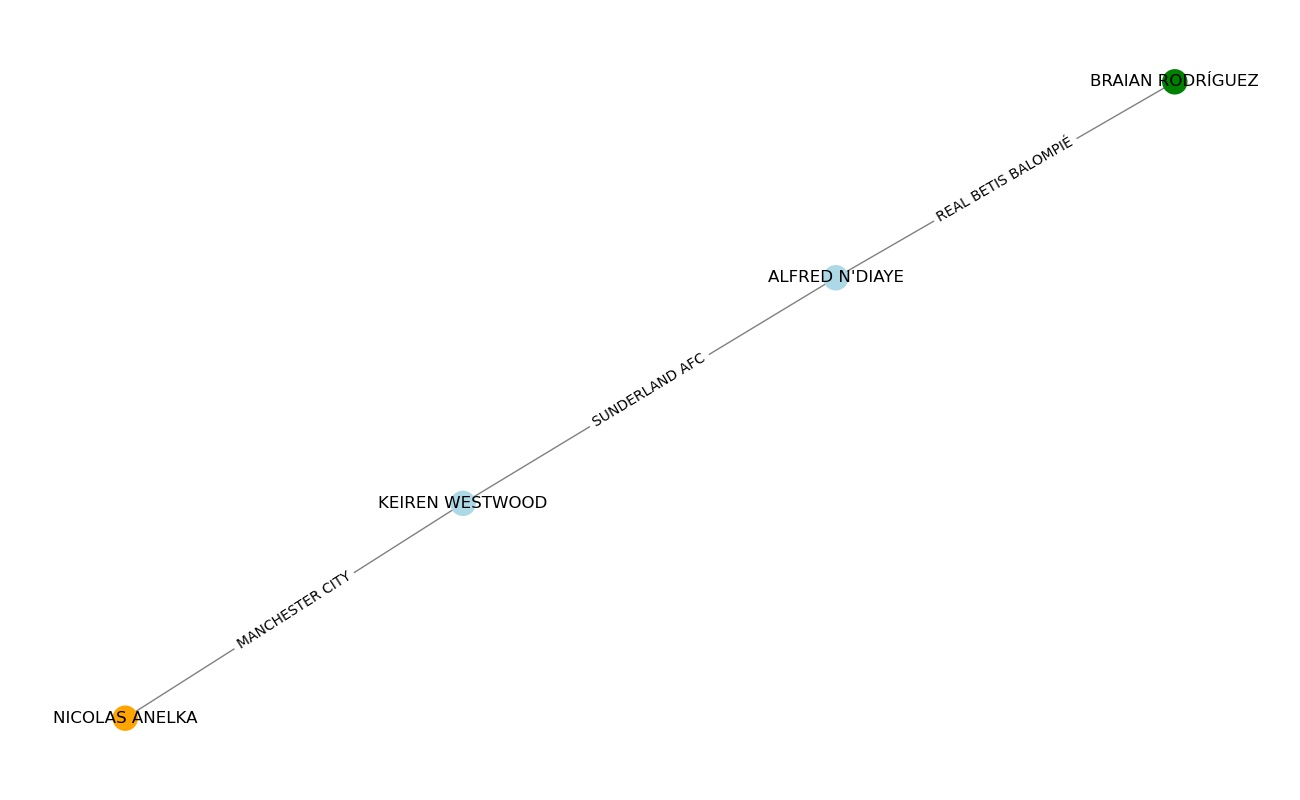 BRAIAN RODRÍGUEZ
REAL BETIS BALOMPIÉ
ALFRED N'DIAYE
SUNDERLAND AFC
KEIREN WESTWOOD
MANCHESTER CITY
NICOLAS ANELKA